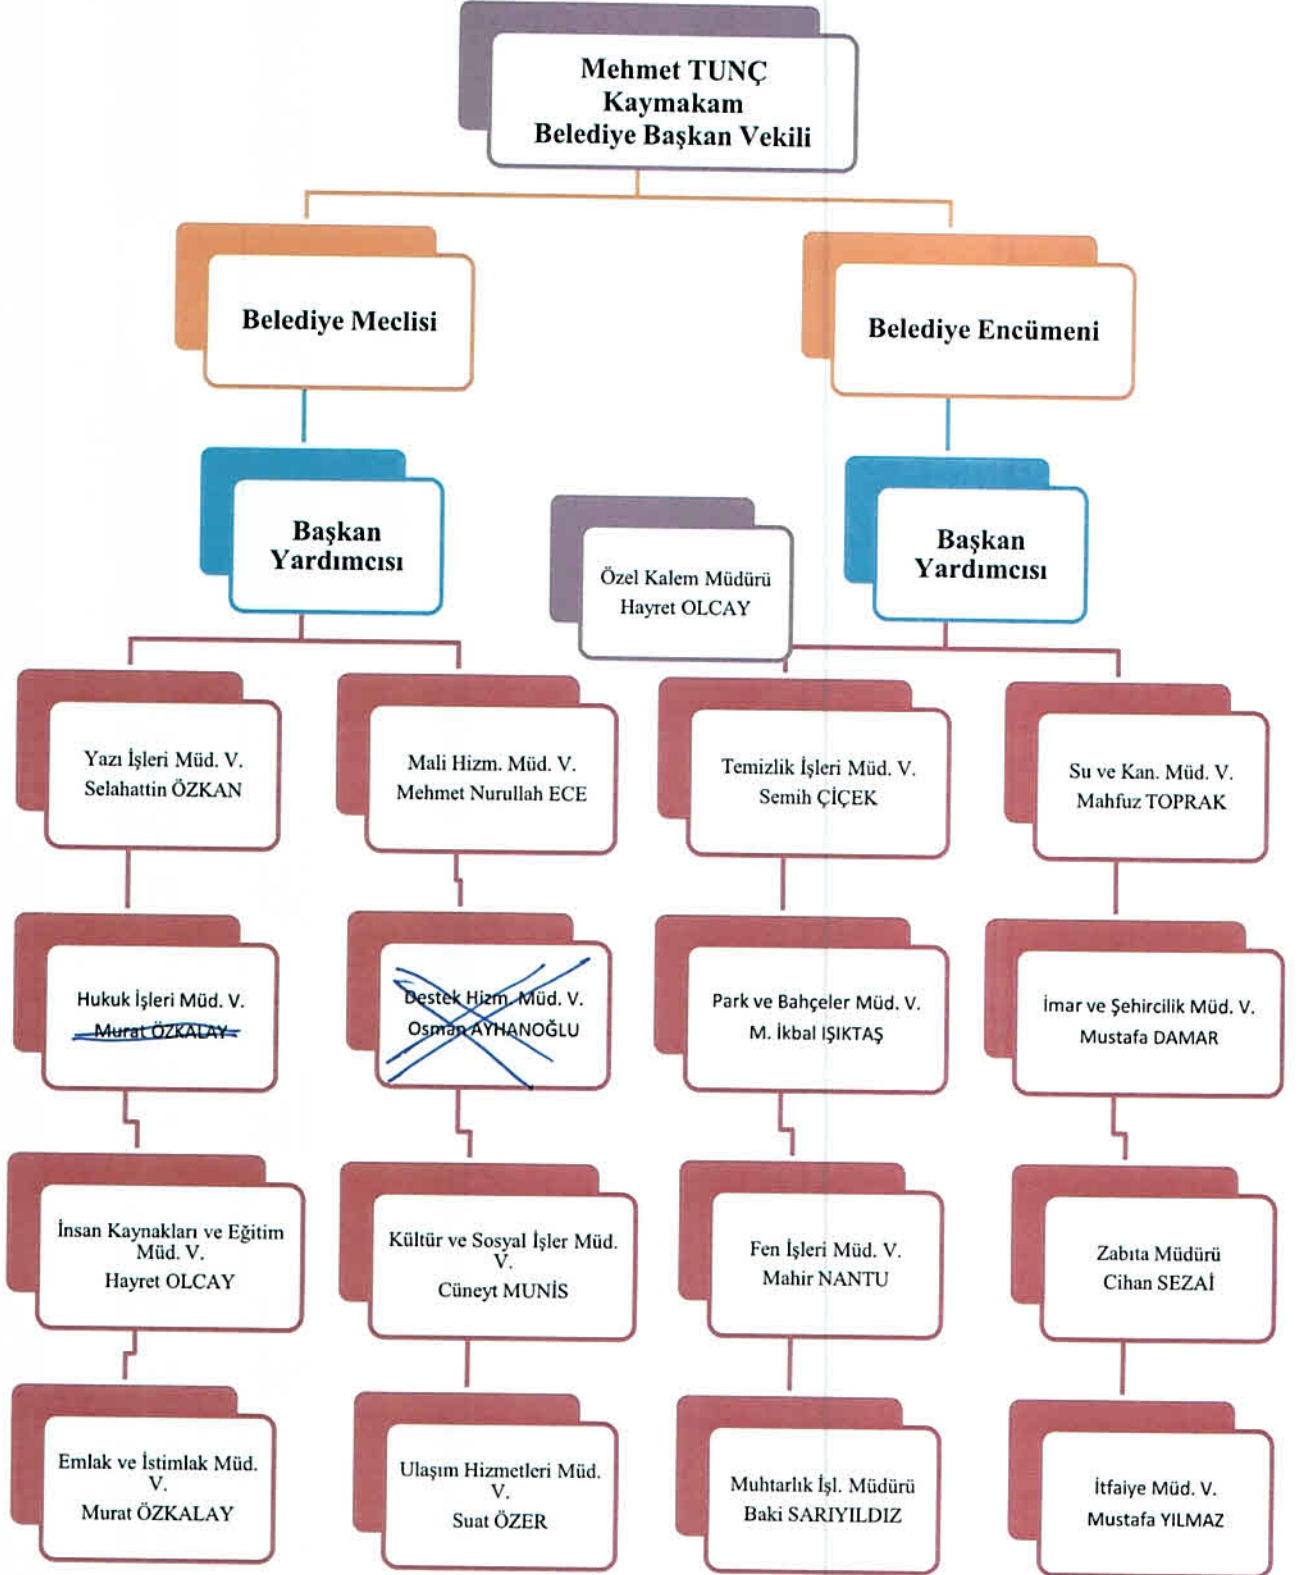 Mehmet TUNÇ
Kaymakam
Belediye Başkan Vekili
Belediye Meclisi
Belediye Encümeni
Başkan
Yardımcısı
Özel Kalem Müdürü
Hayret OLCAY
Başkan
Yardımcısı
Yazı İşleri Müd. V.
Selahattin ÖZKAN
Mali Hizm. Müd. V.
Mehmet Nurullah ECE
Temizlik İşleri Müd. V.
Semih ÇİÇEK
Su ve Kan. Müd. V.
Mahfuz TOPRAK
Hukuk İşleri Müd. V.
Murat ÖZKALAY
Destek Hizm. Müd. V.
Osman AYHANOĞLU
Park ve Bahçeler Müd. V.
M. İkbal IŞIKTAŞ
İmar ve Şehircilik Müd. V.
Mustafa DAMAR
İnsan Kaynakları ve Eğitim
Müd. V.
Hayret OLCAY
Kültür ve Sosyal İşler Müd.
V.
Cüneyt MUNİS
Fen İşleri Müd. V.
Mahir NANTU
Zabıta Müdürü
Cihan SEZAİ
Emlak ve İstimlak Müd.
V.
Murat ÖZKALAY
Ulaşım Hizmetleri Müd.
V.
Suat ÖZER
Muhtarlık İşl. Müdürü
Baki SARIYILDIZ
İtfaiye Müd. V.
Mustafa YILMAZ